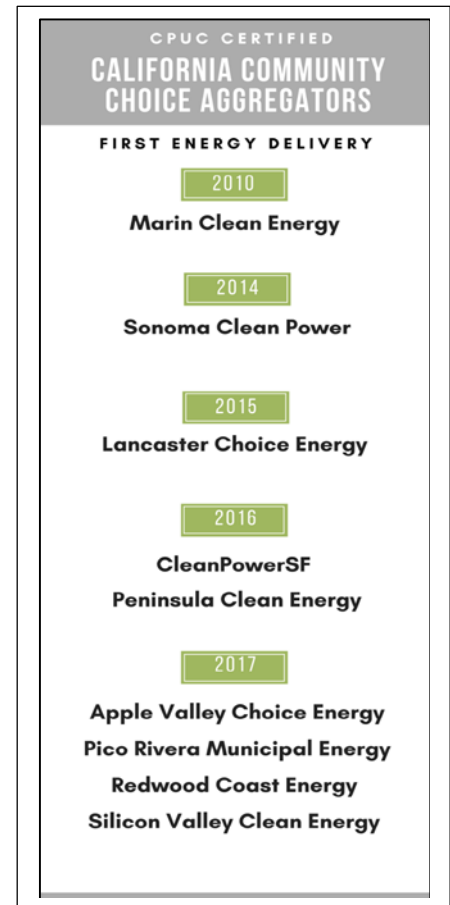 CPUC CERTIFIED
CALIFORNIA COMMUNITY
CHOICE AGGREGATORS
FIRST ENERGY DELIVERY
2010
Marin Clean Energy
2014
Sonoma Clean Power
2015
Lancaster Choice Energy
2016
CleanPowerSF
Peninsula Clean Energy
2017
Apple Valley Choice Energy
Pico Rivera Municipal Energy
Redwood Coast Energy
Silicon Valley Clean Energy